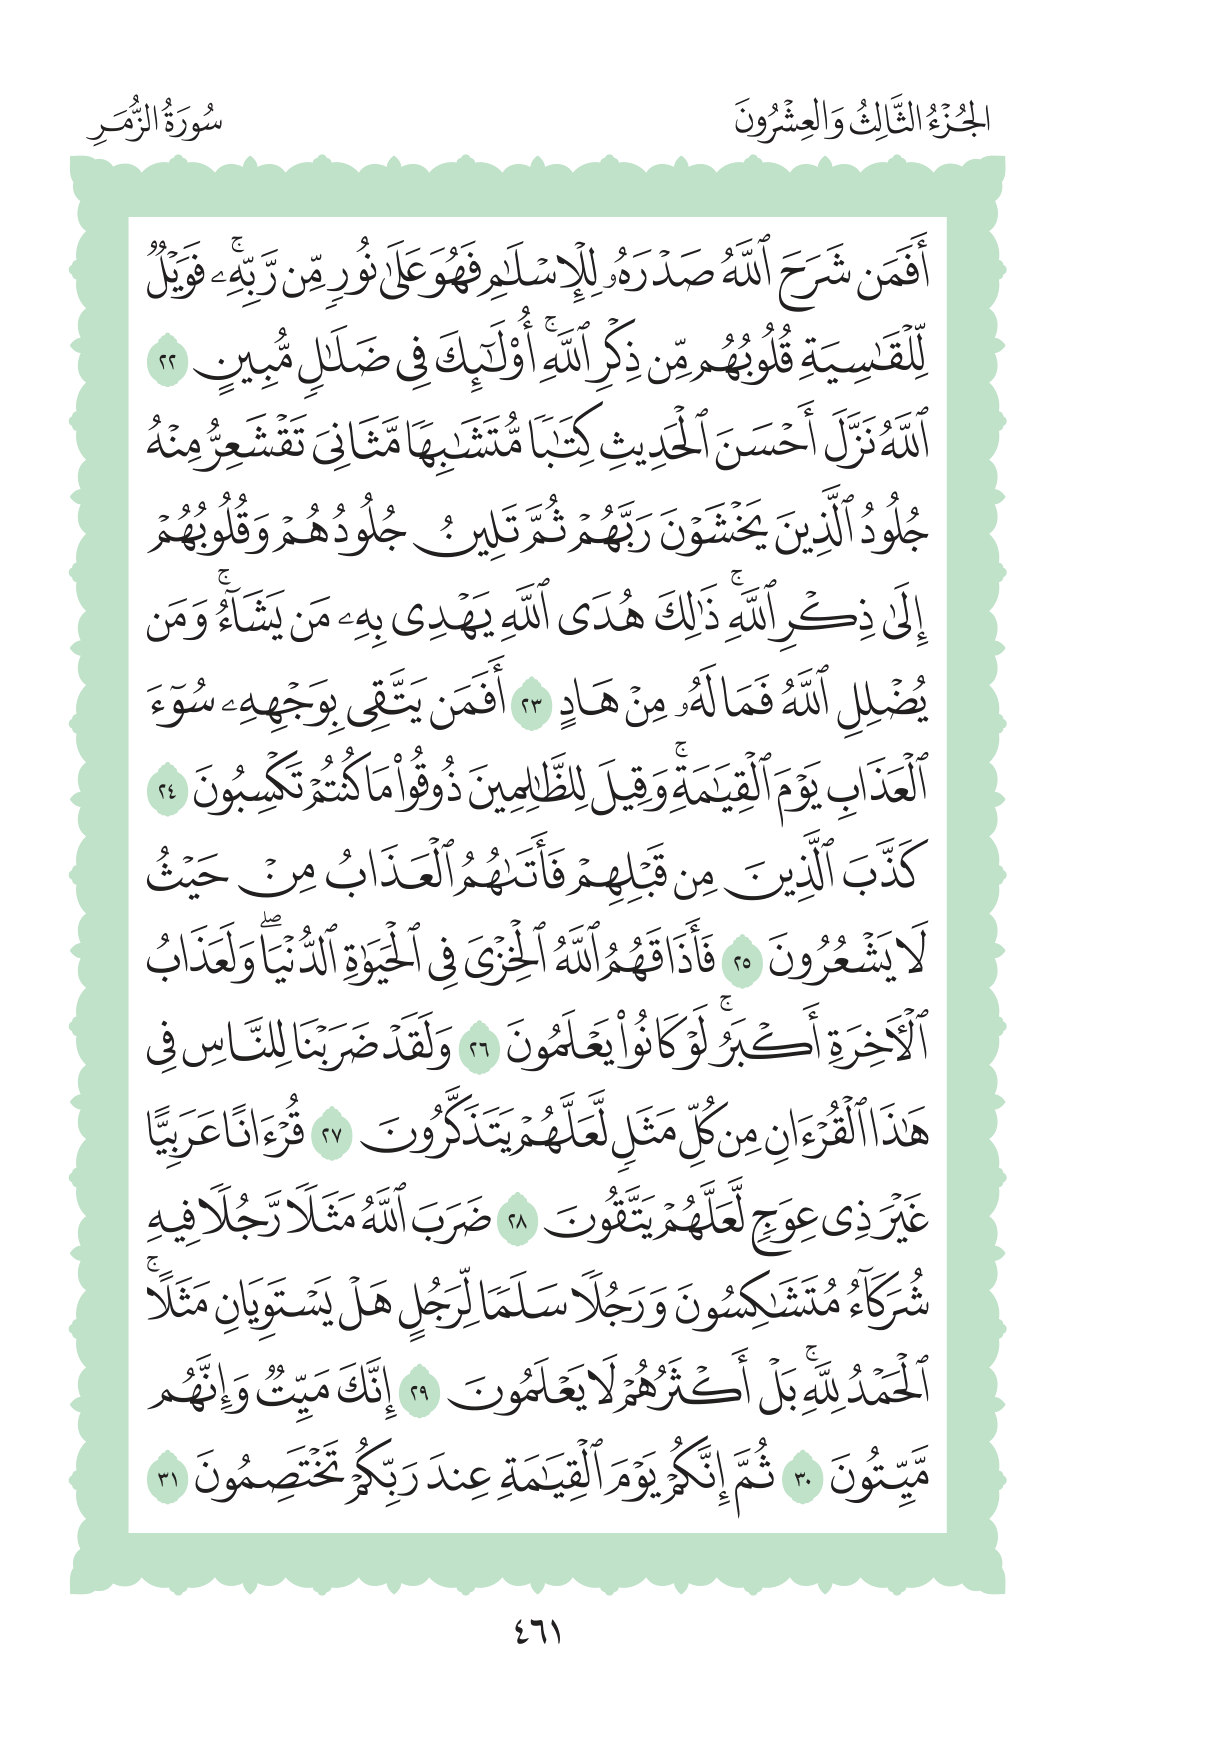 الجُزْءُ الثَّالِثُ وَالعِشْرُونَ
سُورَةُ الزُّمَرِ
أَفَمَن شَرَحَ ٱللَّهُ صَدْرَهُۥ لِلْإِسْلَٰمِ فَهُوَ عَلَىٰ نُورٍ مِّن رَّبِّهِۦۚ فَوَيْلٌ
لِّلْقَٰسِيَةِ قُلُوبُهُم مِّن ذِكْرِ ٱللَّهِۚ أُوْلَٰٓئِكَ فِى ضَلَٰلٍ مُّبِينٍ ٢٢
ٱللَّهُ نَزَّلَ أَحْسَنَ ٱلْحَدِيثِ كِتَٰبًا مُّتَشَٰبِهًا مَّثَانِىَ تَقْشَعِرُّ مِنْهُ
جُلُودُ ٱلَّذِينَ يَخْشَوْنَ رَبَّهُمْ ثُمَّ تَلِينُ جُلُودُهُمْ وَقُلُوبُهُمْ
إِلَىٰ ذِكْرِ ٱللَّهِۚ ذَٰلِكَ هُدَى ٱللَّهِ يَهْدِى بِهِۦ مَن يَشَآءُۚ وَمَن
يُضْلِلِ ٱللَّهُ فَمَا لَهُۥ مِنْ هَادٍ ٢٣ أَفَمَن يَتَّقِى بِوَجْهِهِۦ سُوٓءَ
ٱلْعَذَابِ يَوْمَ ٱلْقِيَٰمَةِۚ وَقِيلَ لِلظَّٰلِمِينَ ذُوقُوا۟ مَا كُنتُمْ تَكْسِبُونَ ٢٤
كَذَّبَ ٱلَّذِينَ مِن قَبْلِهِمْ فَأَتَىٰهُمُ ٱلْعَذَابُ مِنْ حَيْثُ
لَا يَشْعُرُونَ ٢٥ فَأَذَاقَهُمُ ٱللَّهُ ٱلْخِزْىَ فِى ٱلْحَيَوٰةِ ٱلدُّنْيَاۖ وَلَعَذَابُ
ٱلْـَٔاخِرَةِ أَكْبَرُۚ لَوْ كَانُوا۟ يَعْلَمُونَ ٢٦ وَلَقَدْ ضَرَبْنَا لِلنَّاسِ فِى
هَٰذَا ٱلْقُرْءَانِ مِن كُلِّ مَثَلٍ لَّعَلَّهُمْ يَتَذَكَّرُونَ ٢٧ قُرْءَانًا عَرَبِيًّا
غَيْرَ ذِى عِوَجٍ لَّعَلَّهُمْ يَتَّقُونَ ٢٨ ضَرَبَ ٱللَّهُ مَثَلًا رَّجُلًا فِيهِ
شُرَكَآءُ مُتَشَٰكِسُونَ وَرَجُلًا سَلَمًا لِّرَجُلٍ هَلْ يَسْتَوِيَانِ مَثَلًاۚ
ٱلْحَمْدُ لِلَّهِۚ بَلْ أَكْثَرُهُمْ لَا يَعْلَمُونَ ٢٩ إِنَّكَ مَيِّتٌ وَإِنَّهُم
مَّيِّتُونَ ٣٠ ثُمَّ إِنَّكُمْ يَوْمَ ٱلْقِيَٰمَةِ عِندَ رَبِّكُمْ تَخْتَصِمُونَ ٣١
٤٦١